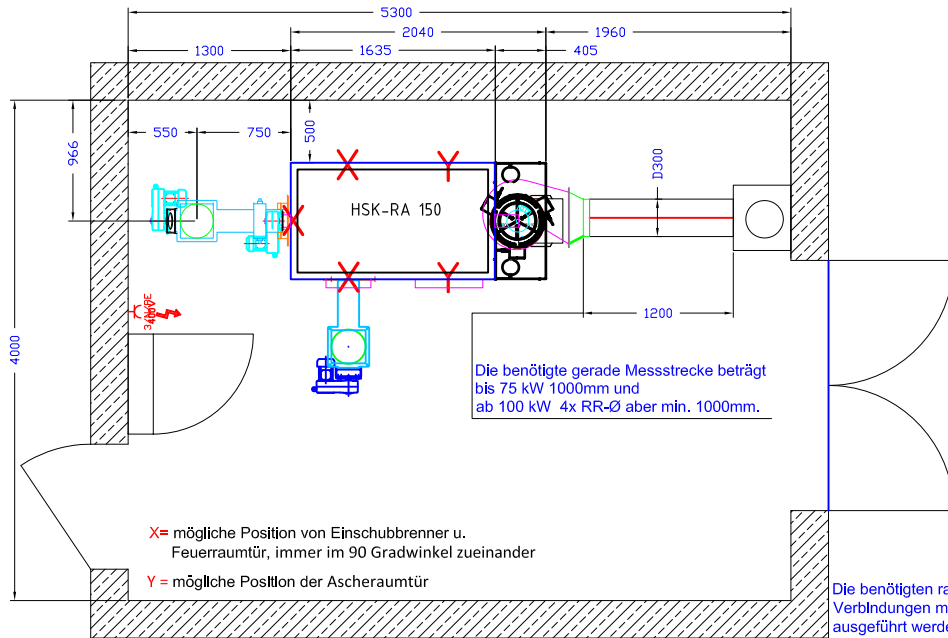 5300
2040
1960
1300
1635
405
550
750
500
966
HSK-RA 150
D300
4000
400V
1200
Die benötigte gerade Messstrecke beträgt
bis 75 kW 1000mm und
ab 100 kW 4x RR-Ø aber min. 1000mm.
X= mögliche Position von Einschubbrenner u.
Feuerraumtür, immer im 90 Gradwinkel zueinander
Y = mögliche Position der Ascheraumtür
Die benötigten
Verbindungen
ausgeführt